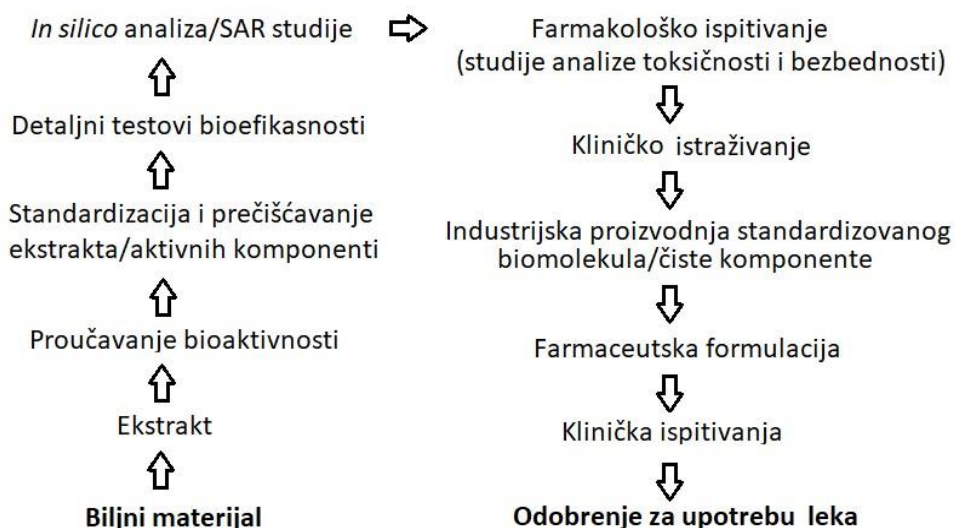 In silico analiza/SAR studije
Detaljni testovi bioefikasnosti
Standardizacija i prečišćavanje
ekstrakta/aktivnih komponenti
Proučavanje bioaktivnosti
Ekstrakt
Biljni materijal
Farmakološko ispitivanje
(studije analize toksičnosti i bezbednosti)
Kliničko istraživanje
Industrijska proizvodnja standardizovanog
biomolekula/čiste komponente
Farmaceutska formulacija
Klinička ispitivanja
Odobrenje za upotrebu leka